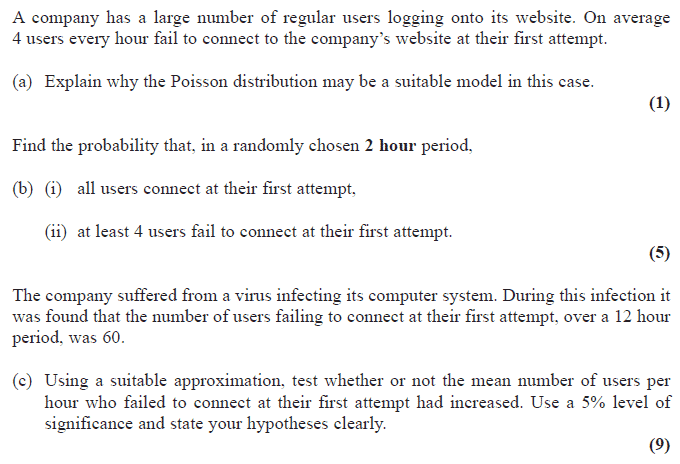 A company has a large number of regular users logging onto its website. On average
4 users every hour fail to connect to the company's website at their first attempt.
(a) Explain why the Poisson distribution may be a suitable model in this case.
(1)
Find the probability that, in a randomly chosen 2 hour period,
(b) (i) all users connect at their first attempt,
(ii) at least 4 users fail to connect at their first attempt.
(5)
The company suffered from a virus infecting its computer system. During this infection it
was found that the number of users failing to connect at their first attempt, over a 12 hour
period, was 60.
(c) Using a suitable approximation, test whether or not the mean number of users per
hour who failed to connect at their first attempt had increased. Use a 5% level of
significance and state your hypotheses clearly.
(9)